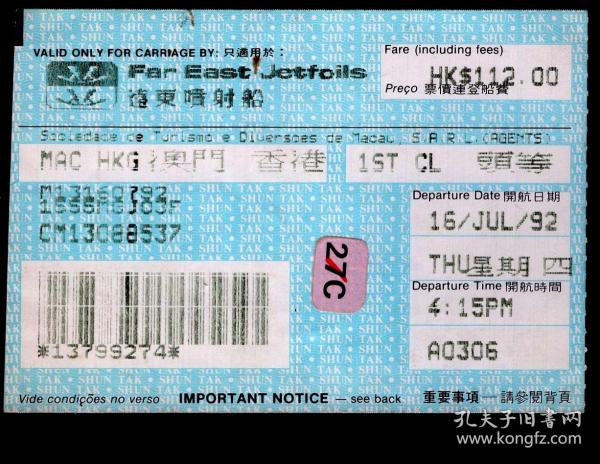 VALID ONLY FOR CARRIAGE BY: 只適用於：
Far East Jetfoils
遠東噴射船
Fare (including fees)
HK$112.00
Preço 票價連登船費
Sociedade de Turismo e Diversoes de Macau, S.A.R.L.(AGENTS)
MAC HKG 澳門 香港
1ST CL 頭等
M13160792
CM13088537
Departure Date 開航日期
16/JUL/92
THU星期四
Departure Time 開航時間
4:15PM
A0306
27C
*13799274*
Vide condições no verso
IMPORTANT NOTICE — see back
重要事項 — 請參閱背頁
孔夫子旧书网
www.kongfz.com